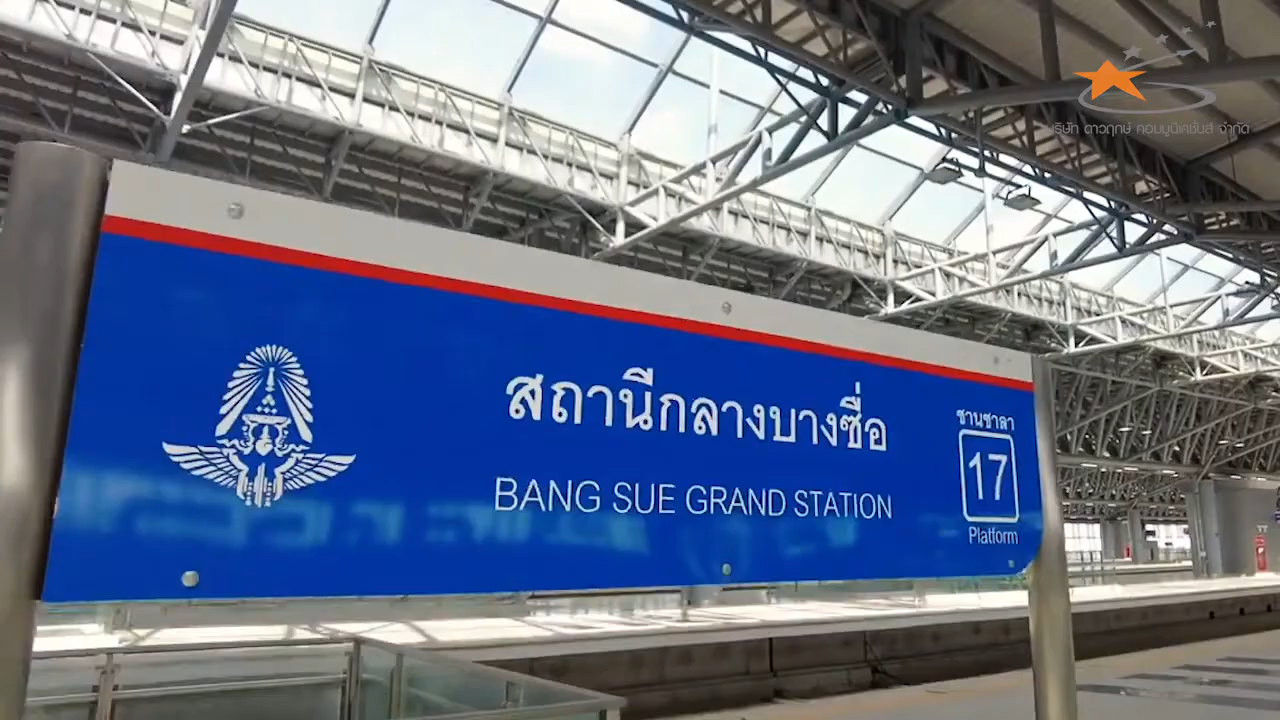 บริษัท ดาวฤกษ์ คอมมูนิเคชั่นส์ จำกัด
สถานีกลางบางซื่อ
BANG SUE GRAND STATION
ชานชาลา
17
Platform